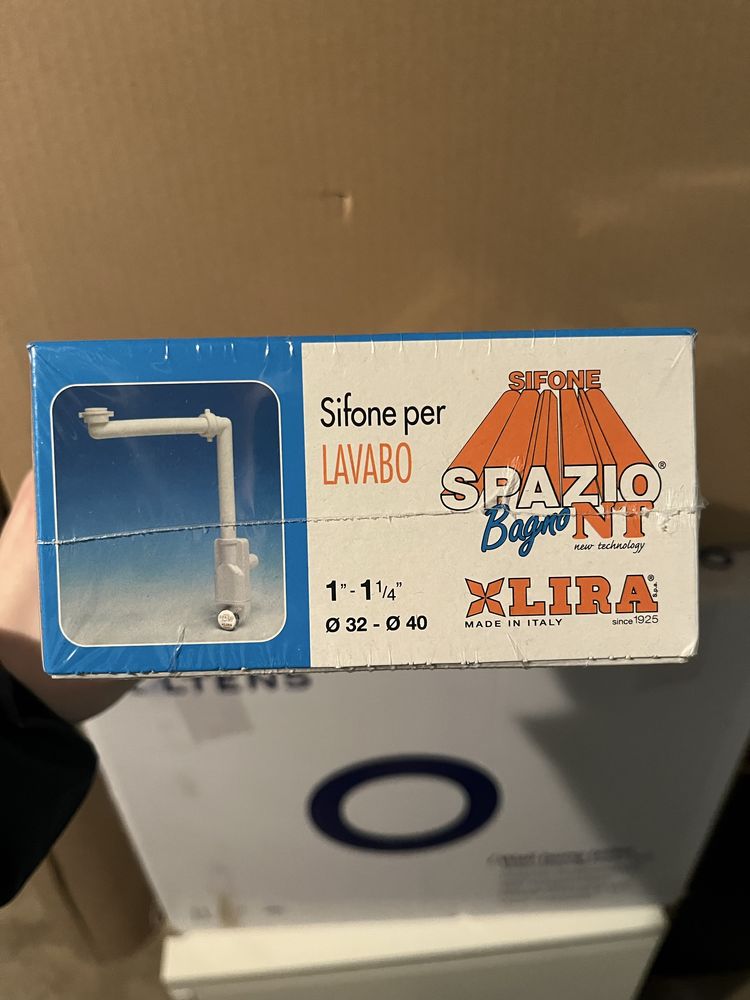 Sifone per
LAVABO
1" - 1 1/4"
Ø 32 - Ø 40
SIFONE
SPAZIO®
Bagno NT
new technology
LIRA® s.p.a.
MADE IN ITALY since 1925